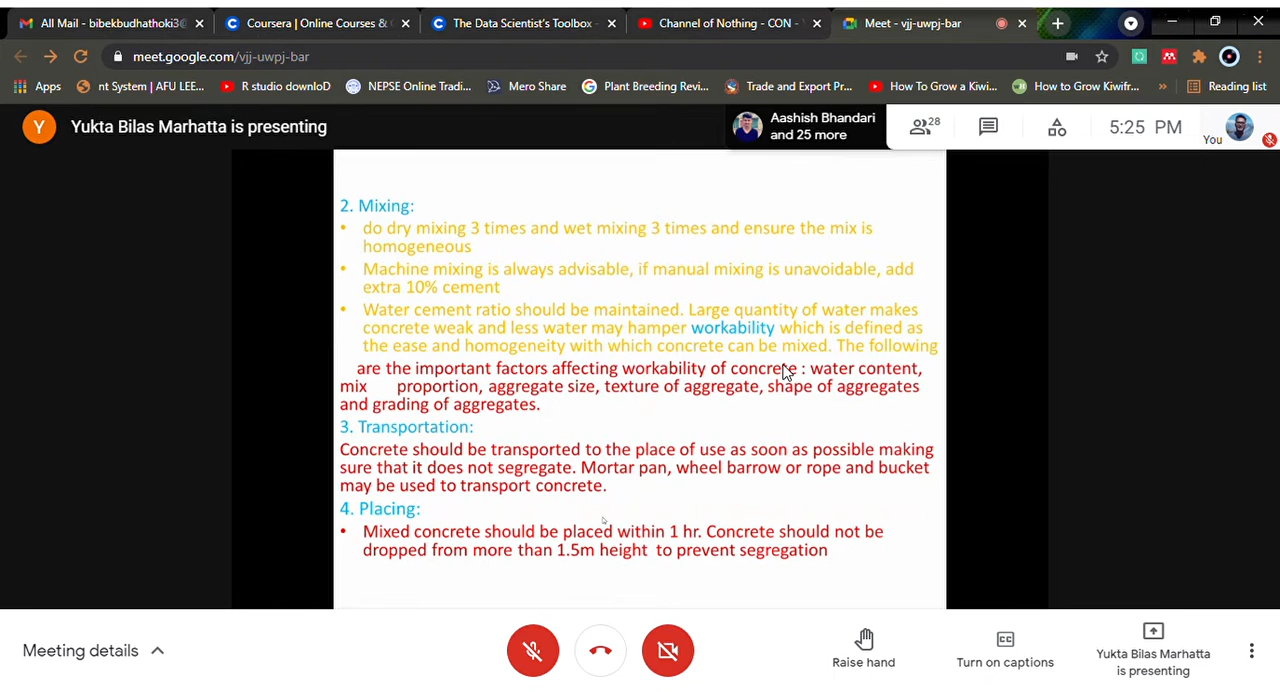 All Mail - bibekbudhathoki3@
Coursera | Online Courses &
The Data Scientist's Toolbox -
Channel of Nothing - CON -
Meet - vjj-uwpj-bar
meet.google.com/vjj-uwpj-bar
Apps
nt System | AFU LEE...
R studio downloD
NEPSE Online Tradi...
Mero Share
Plant Breeding Revi...
Trade and Export Pr...
How To Grow a Kiwi...
How to Grow Kiwifr...
»
Reading list
Y
Yukta Bilas Marhatta is presenting
Aashish Bhandari
and 25 more
28
5:25 PM
You
2. Mixing:
• do dry mixing 3 times and wet mixing 3 times and ensure the mix is
homogeneous
• Machine mixing is always advisable, if manual mixing is unavoidable, add
extra 10% cement
• Water cement ratio should be maintained. Large quantity of water makes
concrete weak and less water may hamper workability which is defined as
the ease and homogeneity with which concrete can be mixed. The following
are the important factors affecting workability of concrete : water content,
mix proportion, aggregate size, texture of aggregate, shape of aggregates
and grading of aggregates.
3. Transportation:
Concrete should be transported to the place of use as soon as possible making
sure that it does not segregate. Mortar pan, wheel barrow or rope and bucket
may be used to transport concrete.
4. Placing:
• Mixed concrete should be placed within 1 hr. Concrete should not be
dropped from more than 1.5m height to prevent segregation
Meeting details
Raise hand
CC
Turn on captions
Yukta Bilas Marhatta
is presenting